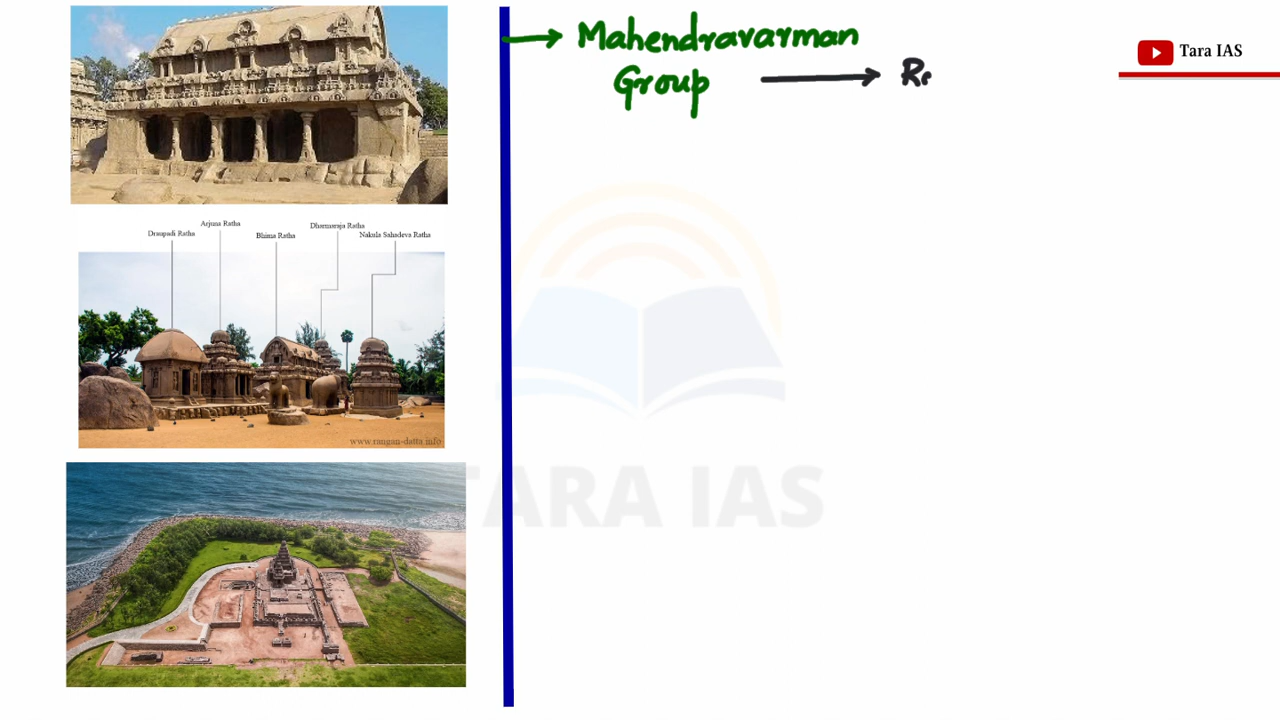 Mahendravarman
Group
Tara IAS
Arjuna Ratha
Draupadi Ratha
Bhima Ratha
Dharmaraja Ratha
Nakula Sahadeva Ratha
www.rangan-datta.info
TARA IAS